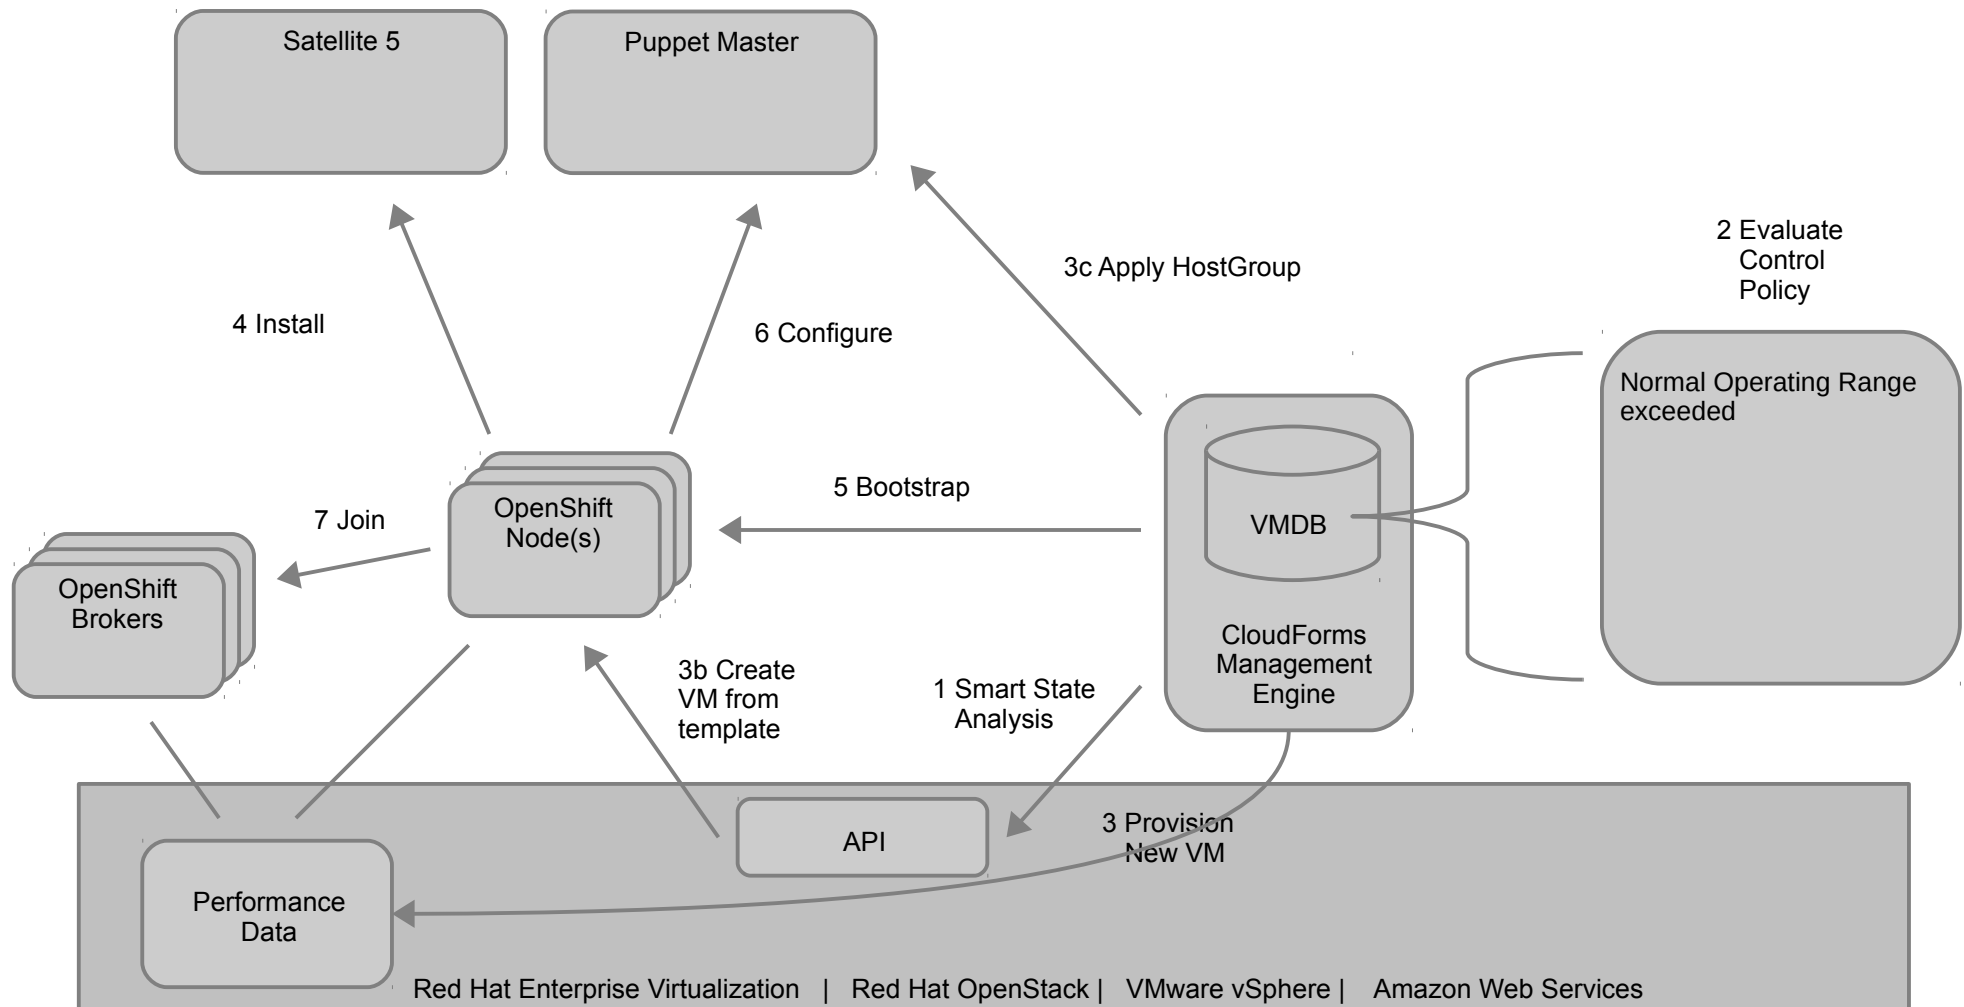 Satellite 5
Puppet Master
2 Evaluate
Control
Policy
3c Apply HostGroup
4 Install
6 Configure
Normal Operating Range
exceeded
5 Bootstrap
OpenShift
Node(s)
7 Join
VMDB
OpenShift
Brokers
CloudForms
Management
Engine
3b Create
VM from
template
1 Smart State
Analysis
API
3 Provision
New VM
Performance
Data
Red Hat Enterprise Virtualization | Red Hat OpenStack | VMware vSphere | Amazon Web Services